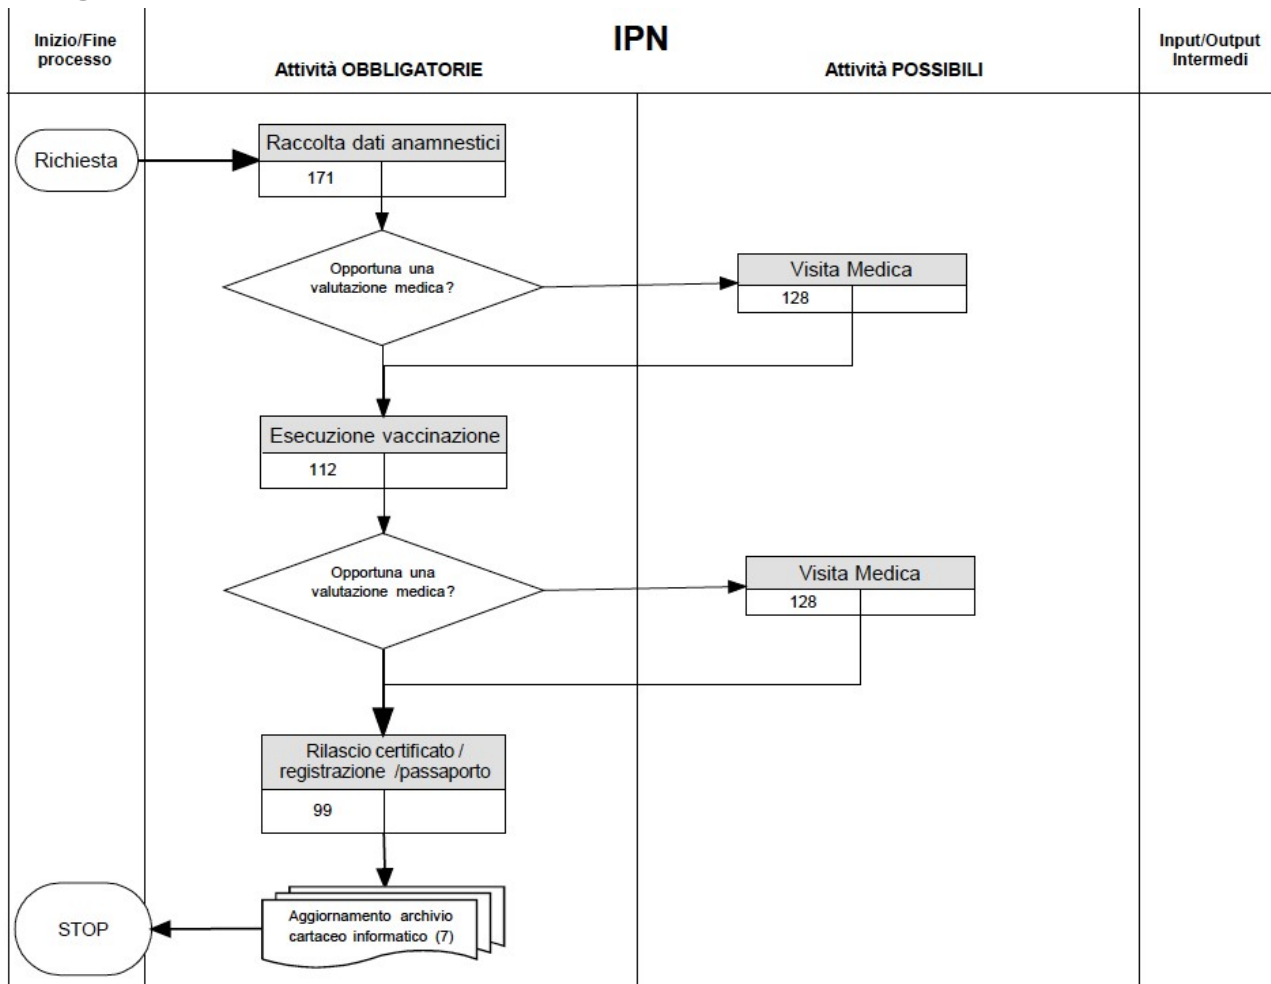 Inizio/Fine
processo
IPN
Attività OBBLIGATORIE
Attività POSSIBILI
Input/Output
Intermedi
Richiesta
Raccolta dati anamnestici
171
Opportuna una
valutazione medica?
Visita Medica
128
Esecuzione vaccinazione
112
Opportuna una
valutazione medica?
Visita Medica
128
Rilascio certificato /
registrazione /passaporto
99
STOP
Aggiornamento archivio
cartaceo informatico (7)